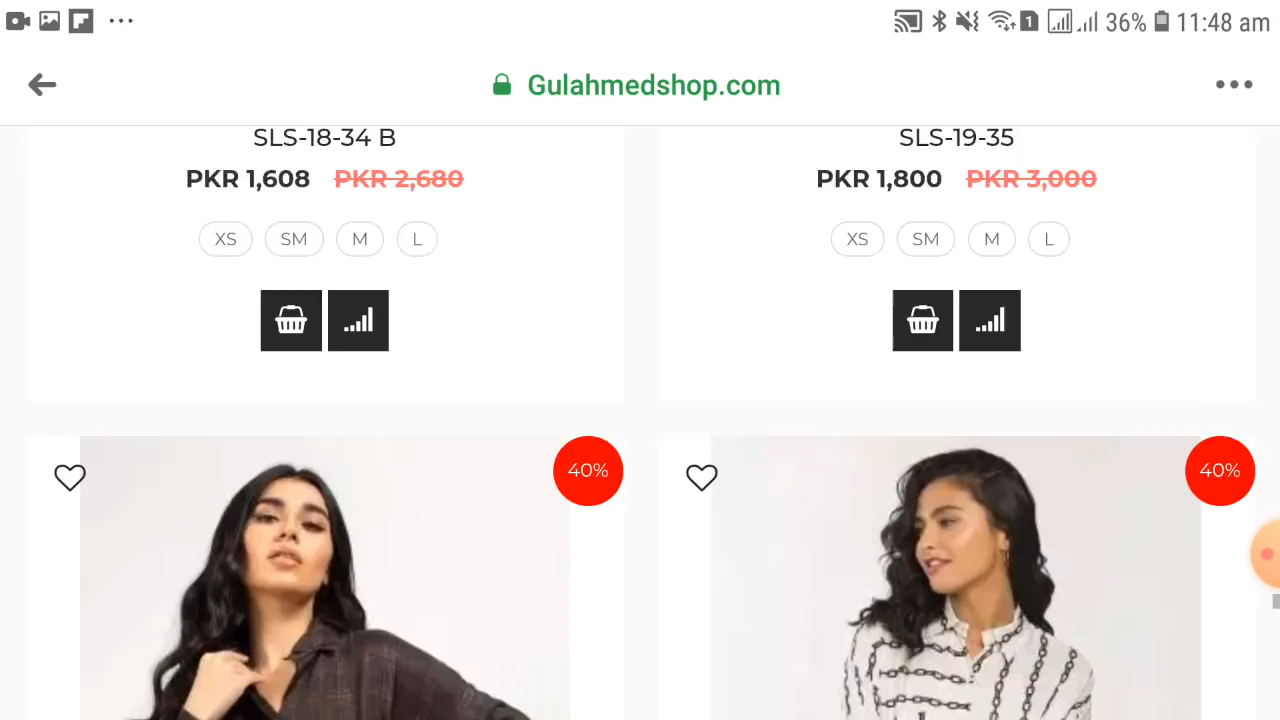 1 36% 11:48 am
Gulahmedshop.com
SLS-18-34 B
PKR 1,608 PKR 2,680
XS SM M L
SLS-19-35
PKR 1,800 PKR 3,000
XS SM M L
40%
40%